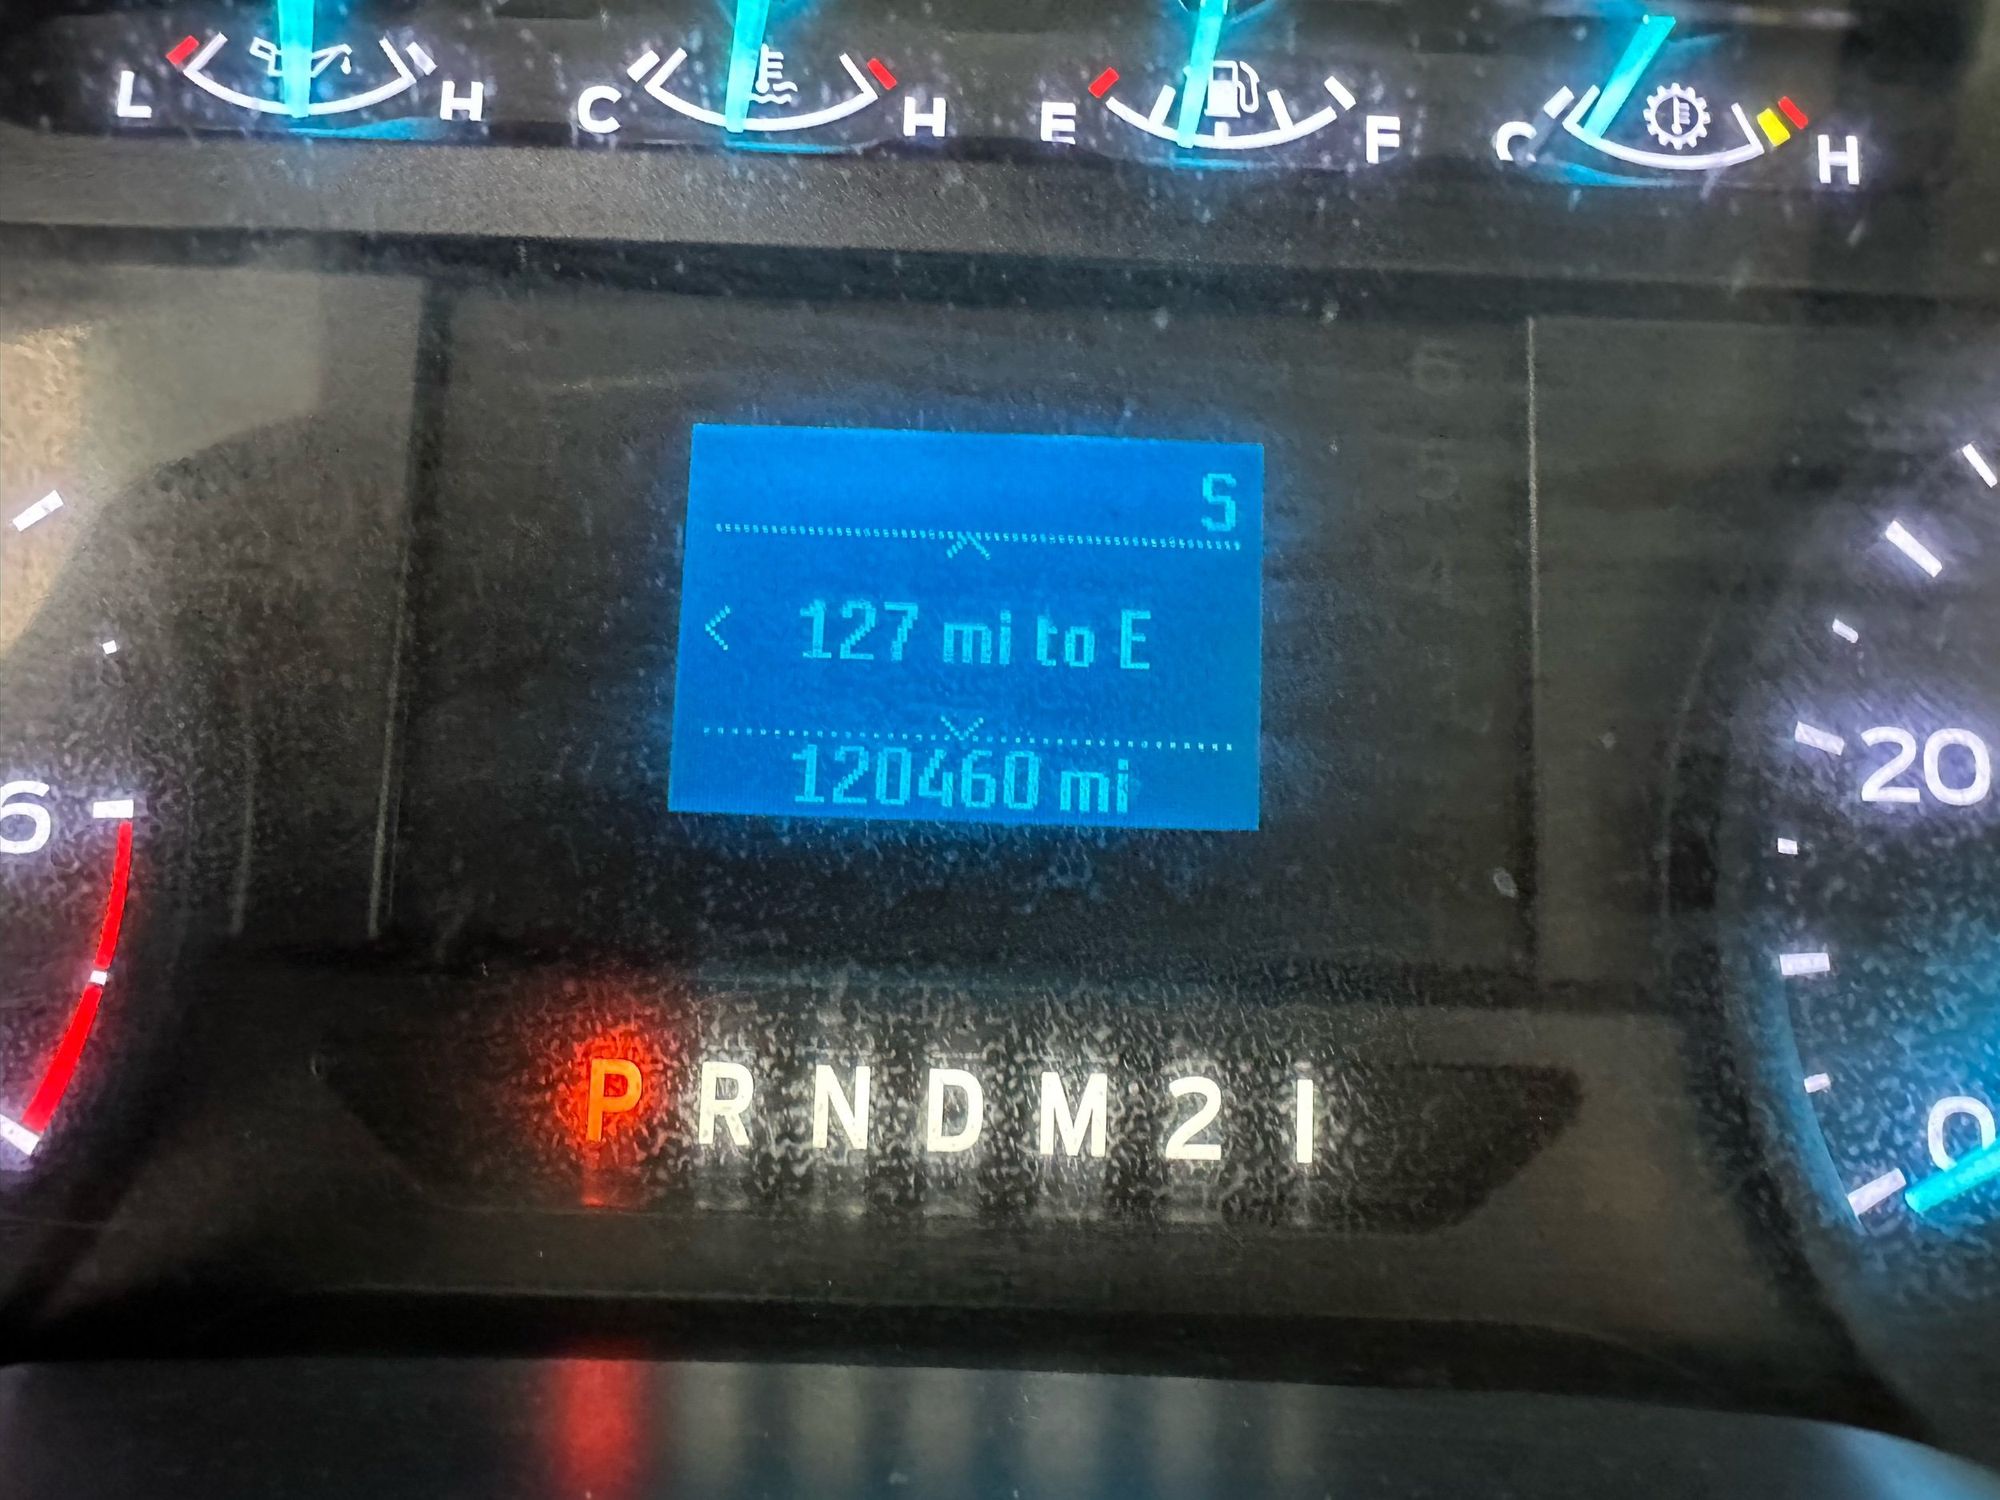 L H C H E F C H
S
127 mi to E
120460 mi
6
20
0
P R N D M 2 1